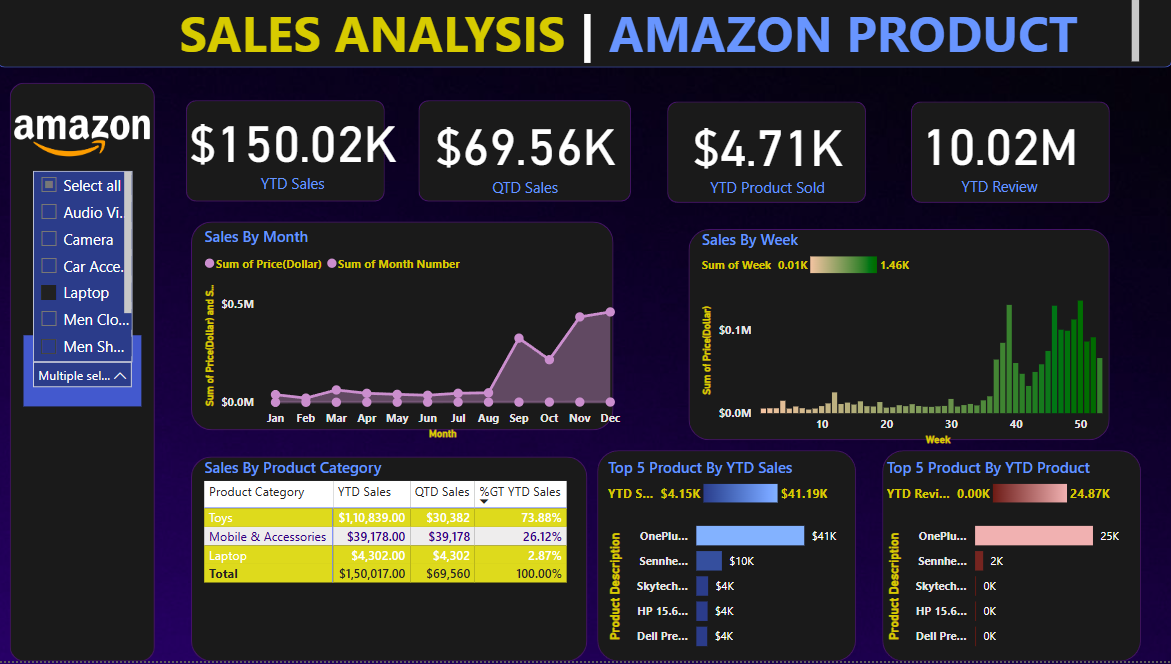 SALES ANALYSIS | AMAZON PRODUCT
amazon
Select all
Audio Vi...
Camera
Car Acce...
Laptop
Men Clo...
Men Sh...
Multiple sel...
$150.02K
YTD Sales
$69.56K
QTD Sales
$4.71K
YTD Product Sold
10.02M
YTD Review
Sales By Month
Sum of Price(Dollar) Sum of Month Number
Sum of Price(Dollar) and S...
$0.5M
$0.0M
Jan Feb Mar Apr May Jun Jul Aug Sep Oct Nov Dec
Month
Sales By Week
Sum of Week 0.01K 1.46K
Sum of Price(Dollar)
$0.1M
$0.0M
10 20 30 40 50
Week
Sales By Product Category
Product Category YTD Sales QTD Sales %GT YTD Sales
Toys $1,10,839.00 $30,382 73.88%
Mobile & Accessories $39,178.00 $39,178 26.12%
Laptop $4,302.00 $4,302 2.87%
Total $1,50,017.00 $69,560 100.00%
Top 5 Product By YTD Sales
YTD S... $4.15K $41.19K
Product Description
OnePlu... $41K
Sennhe... $10K
Skytech... $4K
HP 15.6... $4K
Dell Pre... $4K
Top 5 Product By YTD Product
YTD Revi... 0.00K 24.87K
Product Description
OnePlu... 25K
Sennhe... 2K
Skytech... 0K
HP 15.6... 0K
Dell Pre... 0K